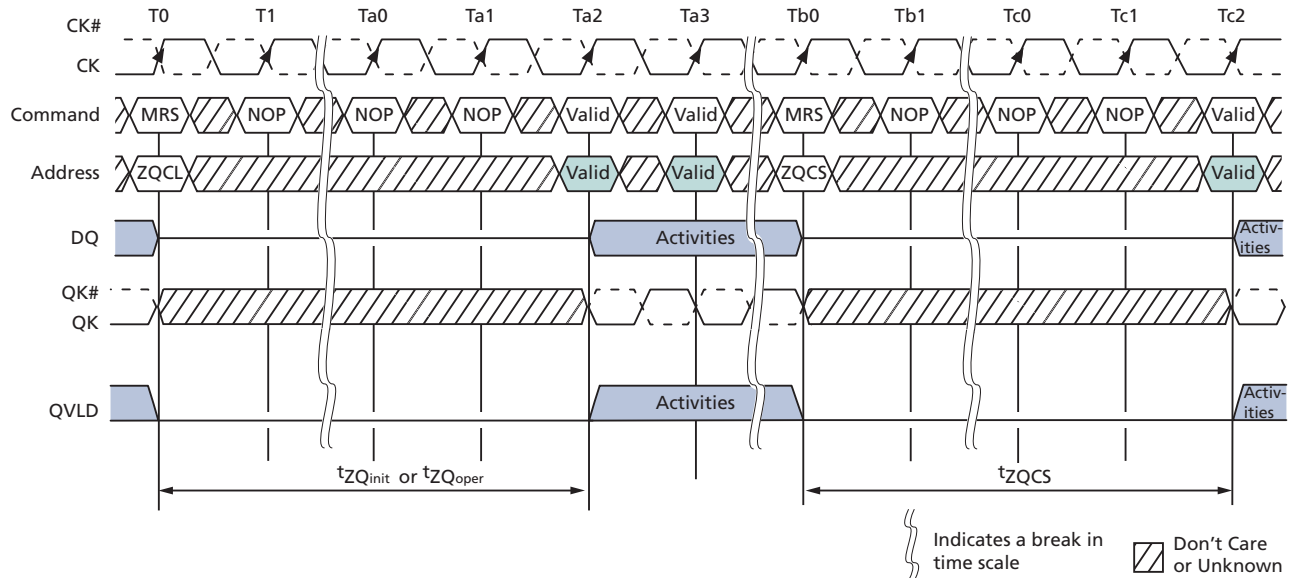 CK#
T0 T1 Ta0 Ta1 Ta2 Ta3 Tb0 Tb1 Tc0 Tc1 Tc2
CK
Command MRS NOP NOP NOP Valid Valid MRS NOP NOP NOP Valid
Address ZQCL Valid Valid ZQCS Valid
DQ Activities Activ-
ities
QK#
QK
QVLD Activities Activ-
ities
tZQinit or tZQoper tZQCS
Indicates a break in
time scale
Don't Care
or Unknown